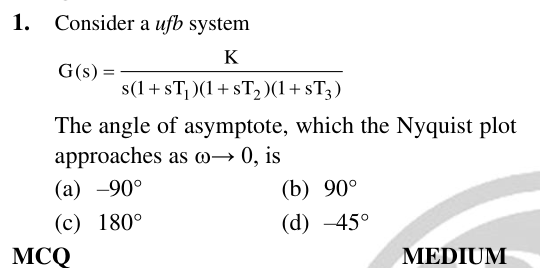 1. Consider a ufb system
G(s) = K / s(1 + sT₁)(1 + sT₂)(1 + sT₃)
The angle of asymptote, which the Nyquist plot
approaches as ω→ 0, is
(a) –90° (b) 90°
(c) 180° (d) –45°
MCQ MEDIUM